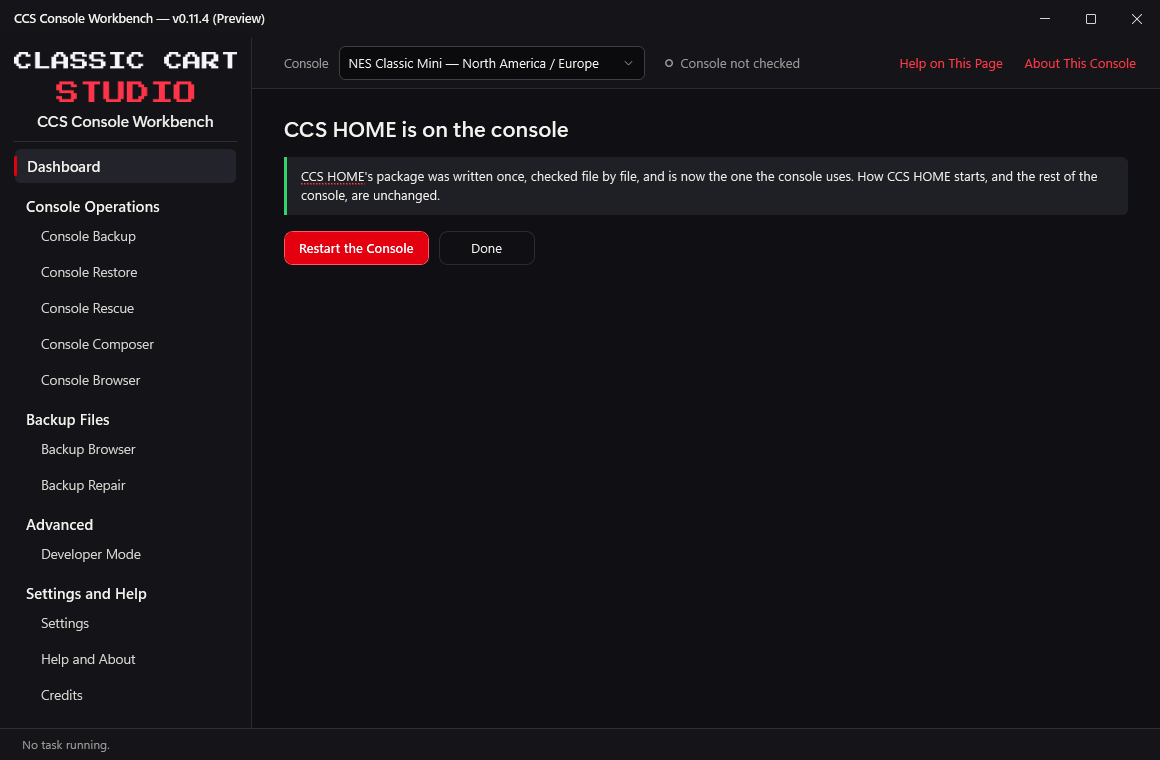 CCS Console Workbench — v0.11.4 (Preview)
CLASSIC CART
STUDIO
CCS Console Workbench
Dashboard
Console Operations
Console Backup
Console Restore
Console Rescue
Console Composer
Console Browser
Backup Files
Backup Browser
Backup Repair
Advanced
Developer Mode
Settings and Help
Settings
Help and About
Credits
Console NES Classic Mini — North America / Europe Console not checked Help on This Page About This Console
CCS HOME is on the console
CCS HOME's package was written once, checked file by file, and is now the one the console uses. How CCS HOME starts, and the rest of the
console, are unchanged.
Restart the Console Done
No task running.